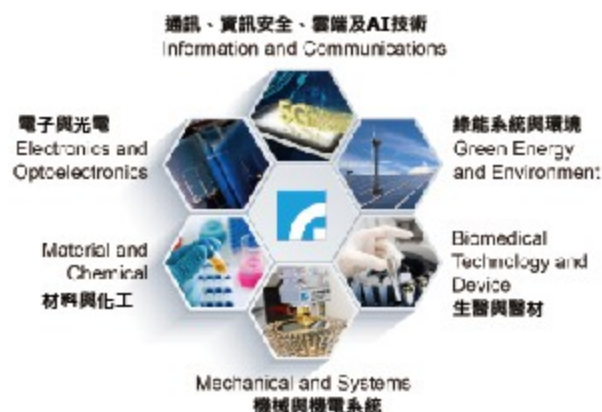 通訊、資訊安全、雲端及AI技術
Information and Communications
電子與光電
Electronics and
Optoelectronics
綠能系統與環境
Green Energy
and Environment
5G
Material and
Chemical
材料與化工
Biomedical
Technology and
Device
生醫與醫材
Mechanical and Systems
機械與機電系統